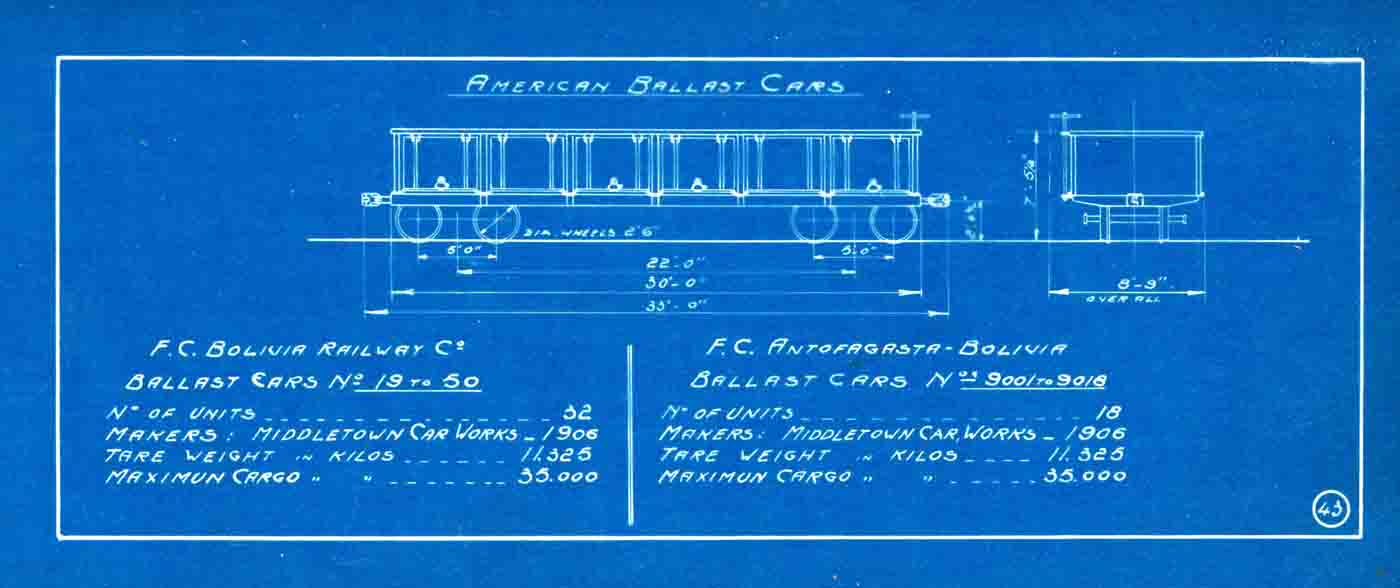 AMERICAN BALLAST CARS
7'-5⅛"
DIA. WHEELS 2'6"
5'0"
5'0"
22'-0"
30'-0"
33'-0"
8'-9"
OVER ALL
F.C. BOLIVIA RAILWAY Cº
BALLAST CARS Nº 19 TO 50
Nº OF UNITS 32
MAKERS: MIDDLETOWN CAR WORKS - 1906
TARE WEIGHT IN KILOS 11.325
MAXIMUN CARGO " " 35.000
F.C. ANTOFAGASTA-BOLIVIA
BALLAST CARS Nos 9001 TO 9018
Nº OF UNITS 18
MAKERS: MIDDLETOWN CAR WORKS - 1906
TARE WEIGHT IN KILOS 11.325
MAXIMUN CARGO " " 35.000
43